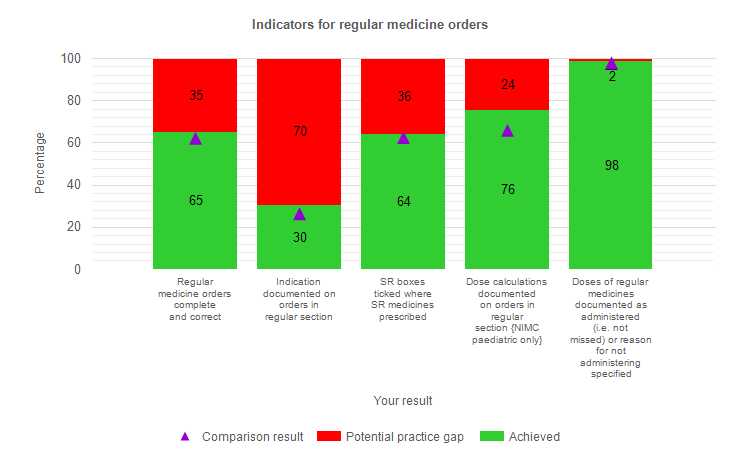 Indicators for regular medicine orders
Percentage
100
80
60
40
20
0
35
65
70
30
36
64
24
76
2
98
Regular
medicine orders
complete
and correct
Indication
documented on
orders in
regular section
SR boxes
ticked where
SR medicines
prescribed
Dose calculations
documented
on orders in
regular
section {NIMC
paediatric only}
Doses of regular
medicines
documented as
administered
(i.e. not
missed) or reason
for not
administering
specified
Your result
Comparison result
Potential practice gap
Achieved